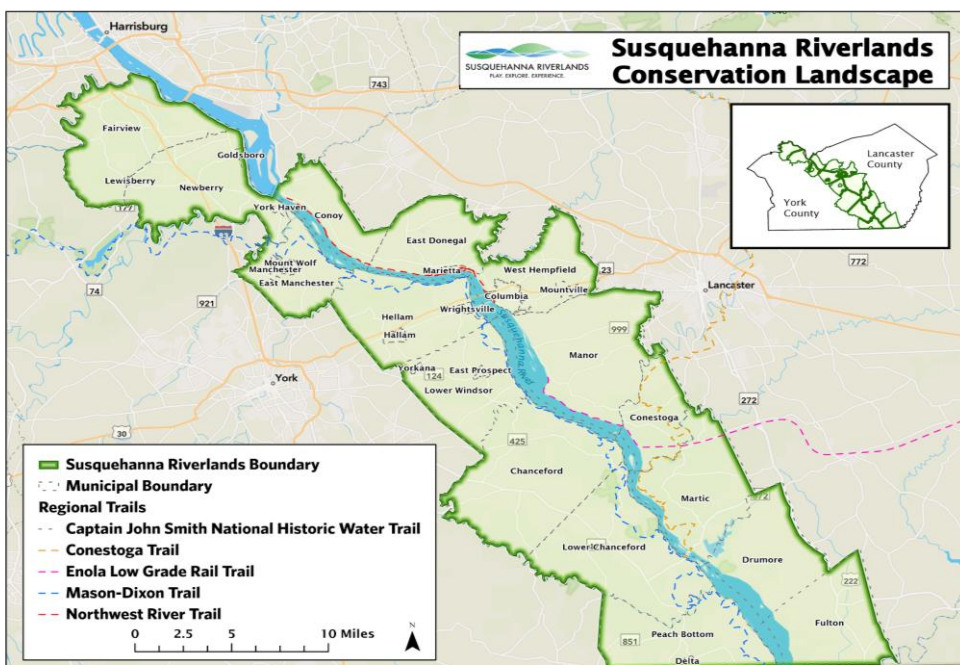 Harrisburg
SUSQUEHANNA RIVERLANDS
PLAY. EXPLORE. EXPERIENCE.
Susquehanna Riverlands
Conservation Landscape
743
Fairview
Goldsboro
Lewisberry
Newberry
177
York Haven
Conoy
East Donegal
Lancaster
County
York
County
Mount Wolf
Manchester
East Manchester
Marietta
West Hempfield
23
772
74
921
Columbia
Mountville
Lancaster
Wrightsville
Hellam
Hallam
Susquehanna River
999
Manor
York
Yorkana
124
East Prospect
Lower Windsor
272
30
Conestoga
425
Chanceford
Martic
372
Lower Chanceford
Drumore
222
Fulton
Peach Bottom
851
Delta
Susquehanna Riverlands Boundary
Municipal Boundary
Regional Trails
Captain John Smith National Historic Water Trail
Conestoga Trail
Enola Low Grade Rail Trail
Mason-Dixon Trail
Northwest River Trail
0 2.5 5 10 Miles
N